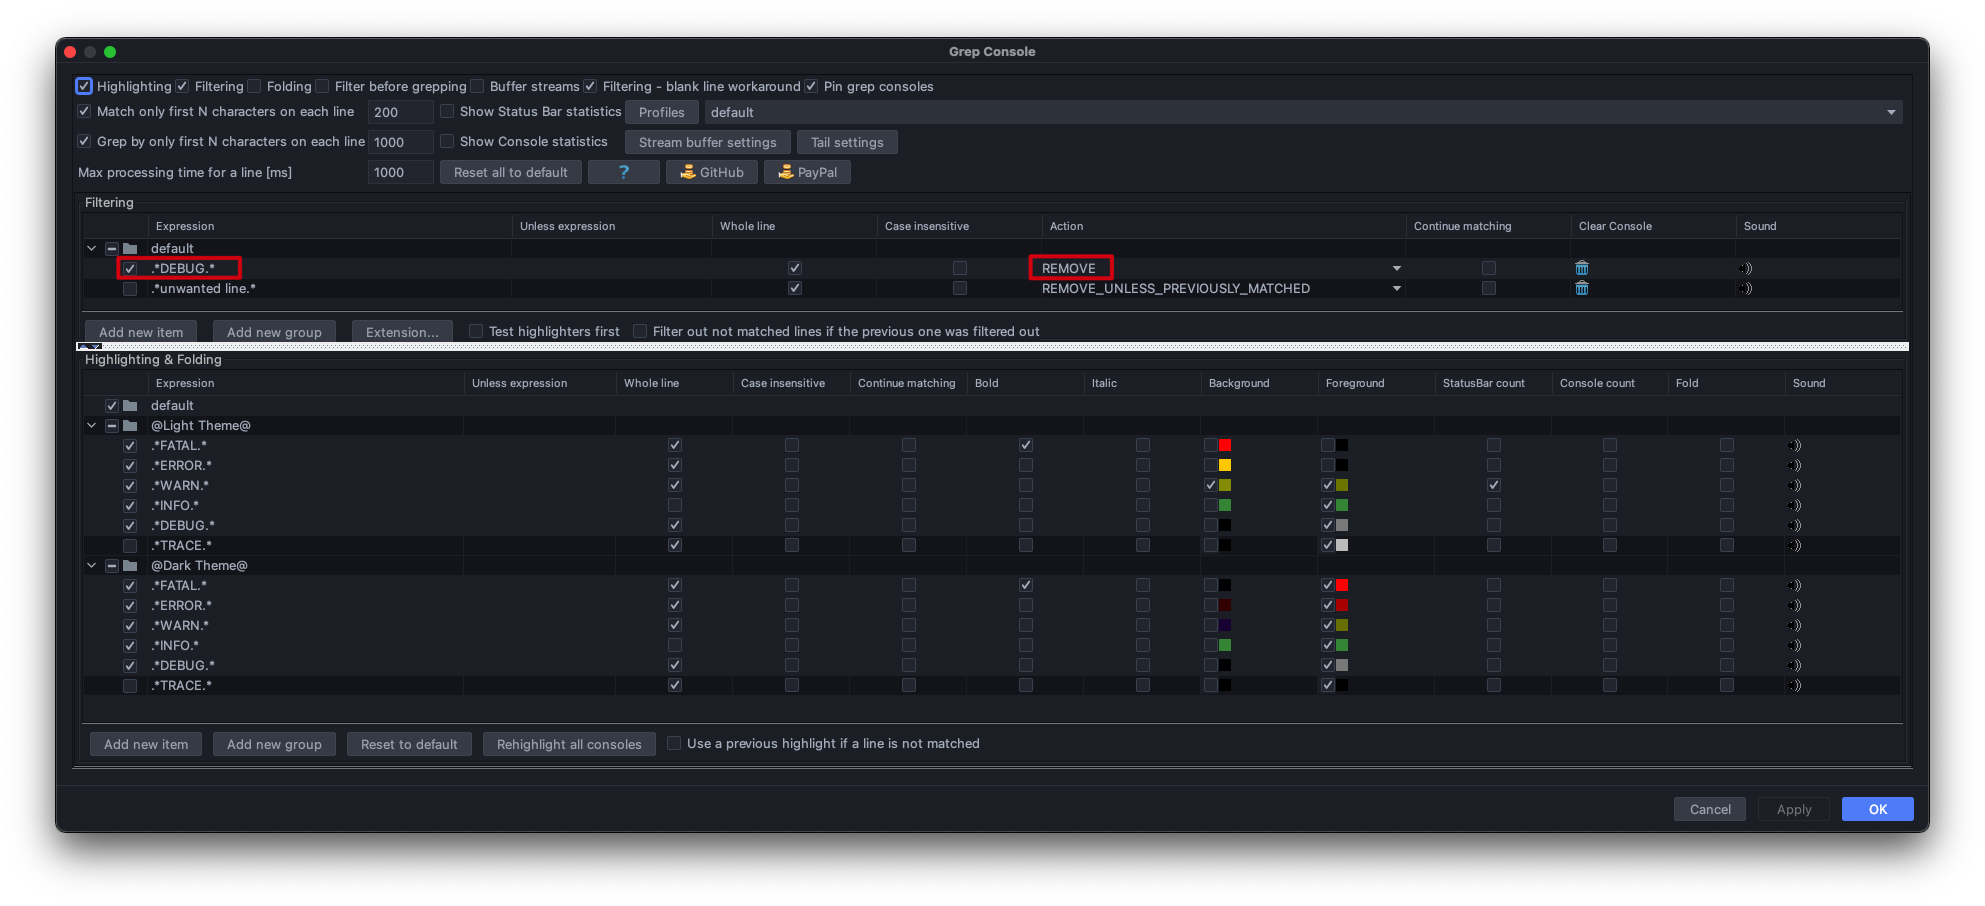 Grep Console
Highlighting Filtering Folding Filter before grepping Buffer streams Filtering - blank line workaround Pin grep consoles
Match only first N characters on each line 200 Show Status Bar statistics Profiles default
Grep by only first N characters on each line 1000 Show Console statistics Stream buffer settings Tail settings
Max processing time for a line [ms] 1000 Reset all to default ? GitHub PayPal
Filtering
Expression Unless expression Whole line Case insensitive Action Continue matching Clear Console Sound
default
.*DEBUG.* REMOVE
.*unwanted line.* REMOVE_UNLESS_PREVIOUSLY_MATCHED
Add new item Add new group Extension... Test highlighters first Filter out not matched lines if the previous one was filtered out
Highlighting & Folding
Expression Unless expression Whole line Case insensitive Continue matching Bold Italic Background Foreground StatusBar count Console count Fold Sound
default
@Light Theme@
.*FATAL.*
.*ERROR.*
.*WARN.*
.*INFO.*
.*DEBUG.*
.*TRACE.*
@Dark Theme@
.*FATAL.*
.*ERROR.*
.*WARN.*
.*INFO.*
.*DEBUG.*
.*TRACE.*
Add new item Add new group Reset to default Rehighlight all consoles Use a previous highlight if a line is not matched
Cancel Apply OK